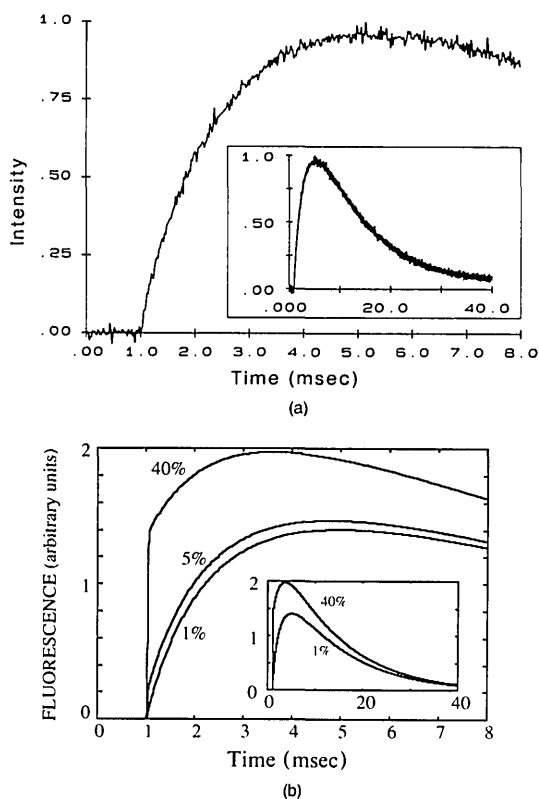 1.0
.75
.50
.25
.00
Intensity
.00 1.0 2.0 3.0 4.0 5.0 6.0 7.0 8.0
Time (msec)
1.0
.50
.00
.000 20.0 40.0
(a)
2
1
0
FLUORESCENCE (arbitrary units)
40%
5%
1%
0 1 2 3 4 5 6 7 8
Time (msec)
2
1
0
40%
1%
0 20 40
(b)